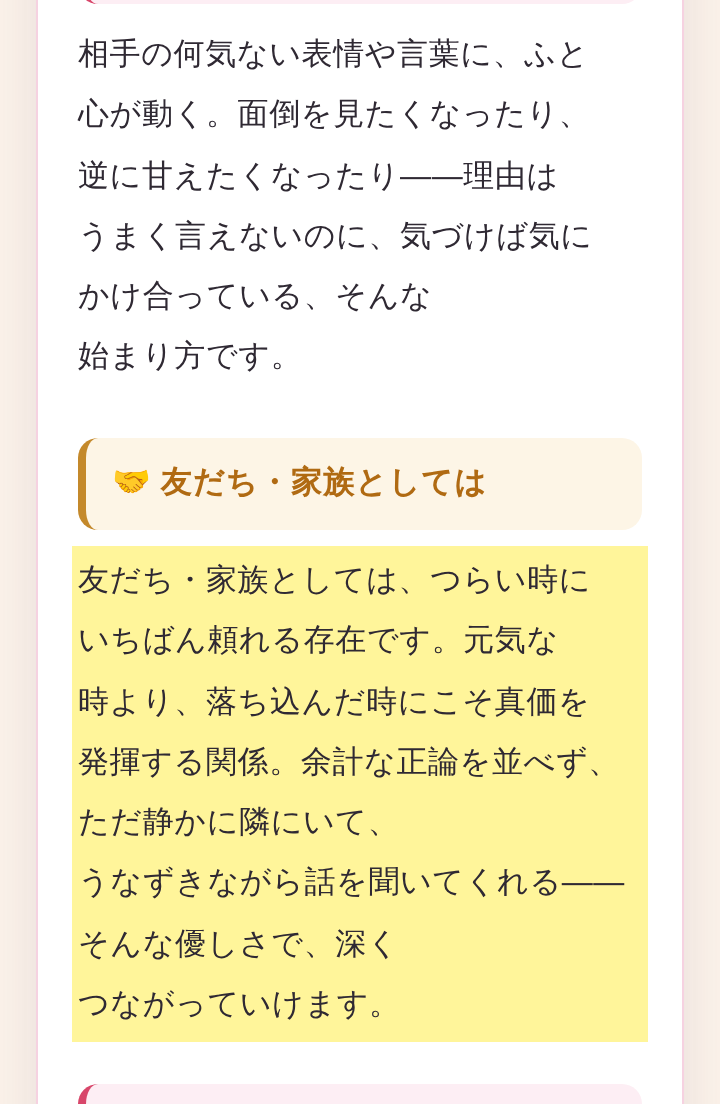 相手の何気ない表情や言葉に、ふと
心が動く。面倒を見たくなったり、
逆に甘えたくなったり——理由は
うまく言えないのに、気づけば気に
かけ合っている、そんな
始まり方です。
🤝 友だち・家族としては
友だち・家族としては、つらい時に
いちばん頼れる存在です。元気な
時より、落ち込んだ時にこそ真価を
発揮する関係。余計な正論を並べず、
ただ静かに隣にいて、
うなずきながら話を聞いてくれる——
そんな優しさで、深く
つながっていけます。